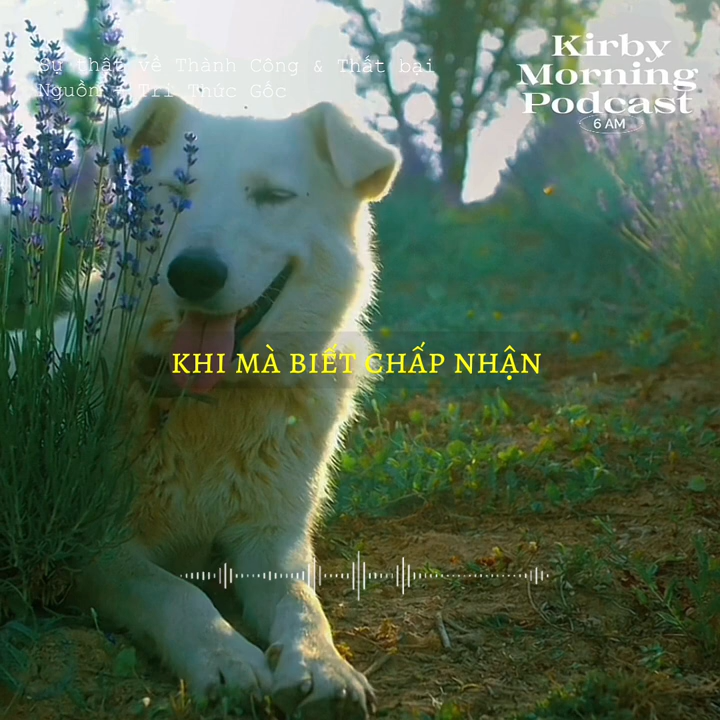 Sự thật về Thành Công & Thất bại
Nguồn - Tri Thức Gốc
Kirby
Morning
Podcast
6 AM
KHI MÀ BIẾT CHẤP NHẬN